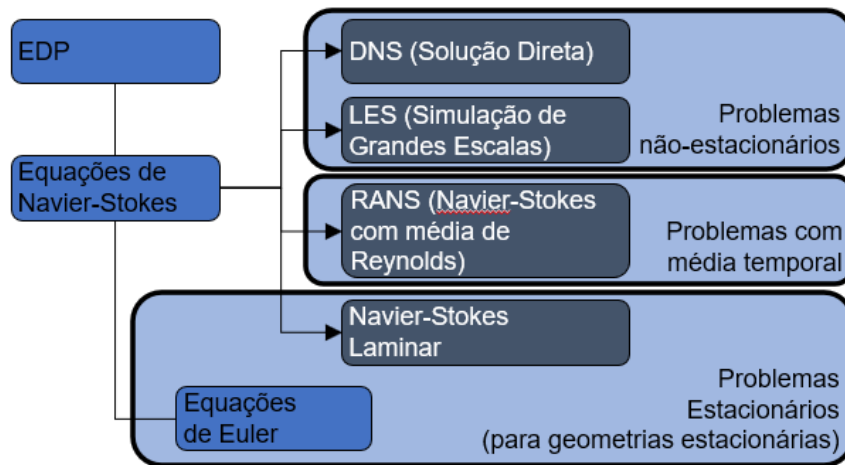 EDP
Equações de
Navier-Stokes
DNS (Solução Direta)
LES (Simulação de
Grandes Escalas)
Problemas
não-estacionários
RANS (Navier-Stokes
com média de
Reynolds)
Problemas com
média temporal
Navier-Stokes
Laminar
Equações
de Euler
Problemas
Estacionários
(para geometrias estacionárias)